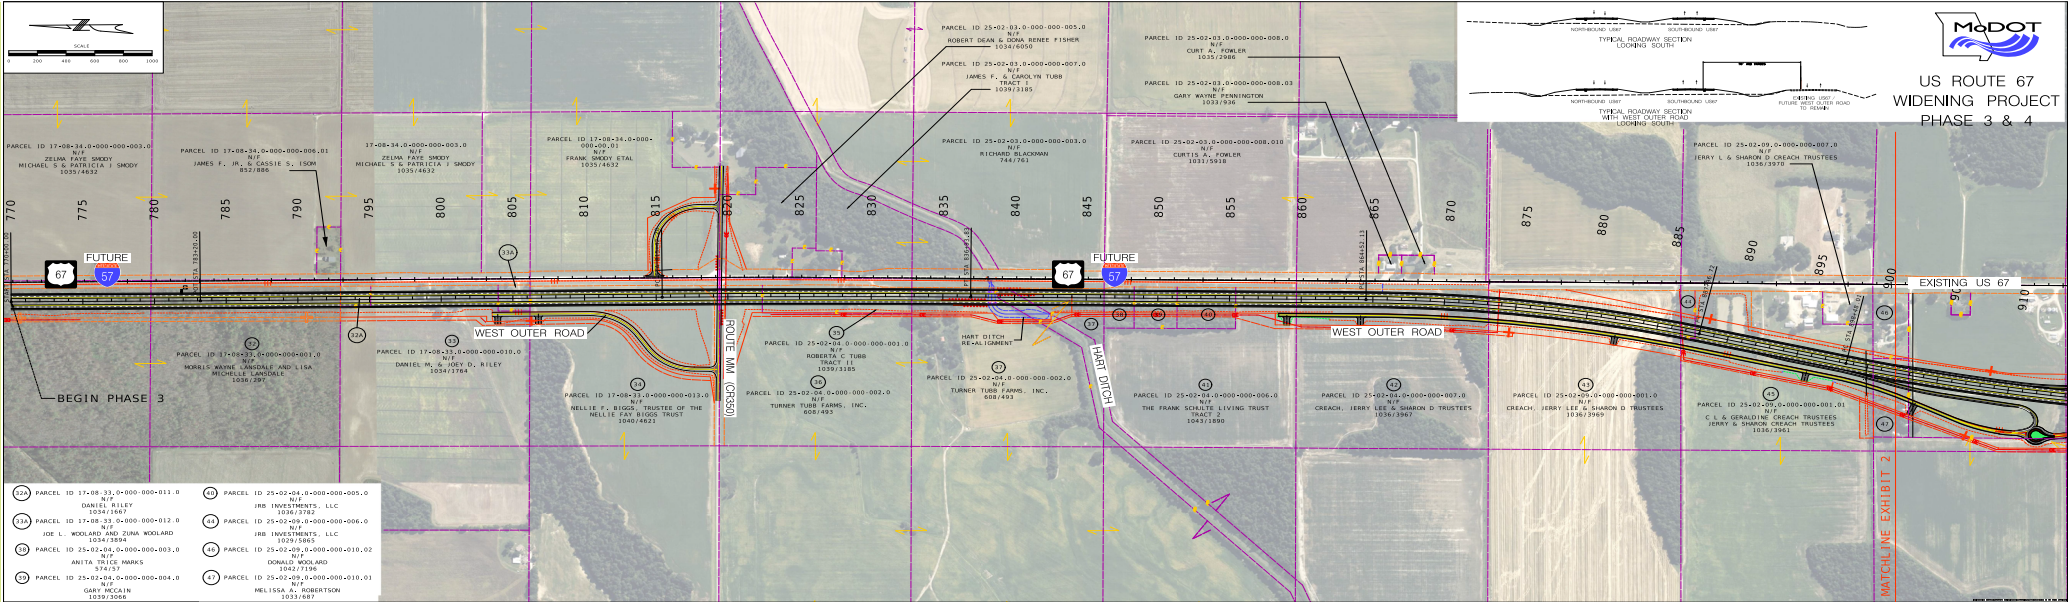 SCALE
0 200 400 600 800 1000
PARCEL ID 25-02-03.0-000-000-005.0
N/F
ROBERT DEAN & DONA RENEE FISHER
1034/6050
PARCEL ID 25-02-03.0-000-000-007.0
N/F
JAMES F. & CAROLYN TUBB
TRACT I
1039/3185
PARCEL ID 25-02-03.0-000-000-008.0
N/F
CURT A. FOWLER
1035/2986
PARCEL ID 25-02-03.0-000-000-008.03
N/F
GARY WAYNE PENNINGTON
1033/936
NORTHBOUND US67 SOUTHBOUND US67
TYPICAL ROADWAY SECTION
LOOKING SOUTH
NORTHBOUND US67 SOUTHBOUND US67
EXISTING US67 /
FUTURE WEST OUTER ROAD
TO REMAIN
TYPICAL ROADWAY SECTION
WITH WEST OUTER ROAD
LOOKING SOUTH
MoDOT
US ROUTE 67
WIDENING PROJECT
PHASE 3 & 4
PARCEL ID 17-08-34.0-000-000-003.0
N/F
ZELMA FAYE SMODY
MICHAEL S & PATRICIA J SMODY
1035/4632
PARCEL ID 17-08-34.0-000-000-006.01
N/F
JAMES F. JR. & CASSIE S. ISOM
852/886
17-08-34.0-000-000-003.0
N/F
ZELMA FAYE SMODY
MICHAEL S & PATRICIA J SMODY
1035/4632
PARCEL ID 17-08-34.0-000-
000-00.01
N/F
FRANK SMODY ETAL
1035/4632
PARCEL ID 25-02-03.0-000-000-003.0
N/F
RICHARD BLACKMAN
744/761
PARCEL ID 25-02-03.0-000-000-008.010
N/F
CURTIS A. FOWLER
1031/5918
PARCEL ID 25-02-09.0-000-000-007.0
N/F
JERRY L & SHARON D CREACH TRUSTEES
1036/3970
770 775 780 785 790 795 800 805 810 815 820 825 830 835 840 845 850 855 860 865 870 875 880 885 890 895 900 910
67
FUTURE
57
33A
67
FUTURE
57
EXISTING US 67
32A
WEST OUTER ROAD
ROUTE MM (CR350)
HART DITCH
RE-ALIGNMENT
HART DITCH
37 38 39 40
WEST OUTER ROAD
44
46
BEGIN PHASE 3
32
PARCEL ID 17-08-33.0-000-000-001.0
N/F
MORRIS WAYNE LANSDALE AND LISA
MICHELLE LANSDALE
1036/297
33
PARCEL ID 17-08-33.0-000-000-010.0
N/F
DANIEL M. & JOEY D. RILEY
1034/1764
34
PARCEL ID 17-08-33.0-000-000-013.0
N/F
NELLIE F. BIGGS, TRUSTEE OF THE
NELLIE FAY BIGGS TRUST
1040/4621
35
PARCEL ID 25-02-04.0-000-000-001.0
N/F
ROBERTA C TUBB
TRACT II
1039/3185
36
PARCEL ID 25-02-04.0-000-000-002.0
N/F
TURNER TUBB FARMS, INC.
608/493
37
PARCEL ID 25-02-04.0-000-000-002.0
N/F
TURNER TUBB FARMS, INC.
608/493
41
PARCEL ID 25-02-04.0-000-000-006.0
N/F
THE FRANK SCHULTE LIVING TRUST
TRACT 2
1043/1890
42
PARCEL ID 25-02-04.0-000-000-007.0
N/F
CREACH, JERRY LEE & SHARON D TRUSTEES
1036/3967
43
PARCEL ID 25-02-09.0-000-000-001.0
N/F
CREACH, JERRY LEE & SHARON D TRUSTEES
1036/3969
45
PARCEL ID 25-02-09.0-000-000-001.01
N/F
C L & GERALDINE CREACH TRUSTEES
JERRY & SHARON CREACH TRUSTEES
1036/3961
47
MATCHLINE EXHIBIT 2
32A PARCEL ID 17-08-33.0-000-000-011.0
N/F
DANIEL RILEY
1034/1667
33A PARCEL ID 17-08-33.0-000-000-012.0
N/F
JOE L. WOOLARD AND ZUNA WOOLARD
1034/3894
38 PARCEL ID 25-02-04.0-000-000-003.0
N/F
ANITA TRICE MARKS
574/57
39 PARCEL ID 25-02-04.0-000-000-004.0
N/F
GARY MCCAIN
1039/3066
40 PARCEL ID 25-02-04.0-000-000-005.0
N/F
JRB INVESTMENTS, LLC
1036/3782
44 PARCEL ID 25-02-09.0-000-000-006.0
N/F
JRB INVESTMENTS, LLC
1029/5865
46 PARCEL ID 25-02-09.0-000-000-010.02
N/F
DONALD WOOLARD
1042/7196
47 PARCEL ID 25-02-09.0-000-000-010.01
N/F
MELISSA A. ROBERTSON
1033/687